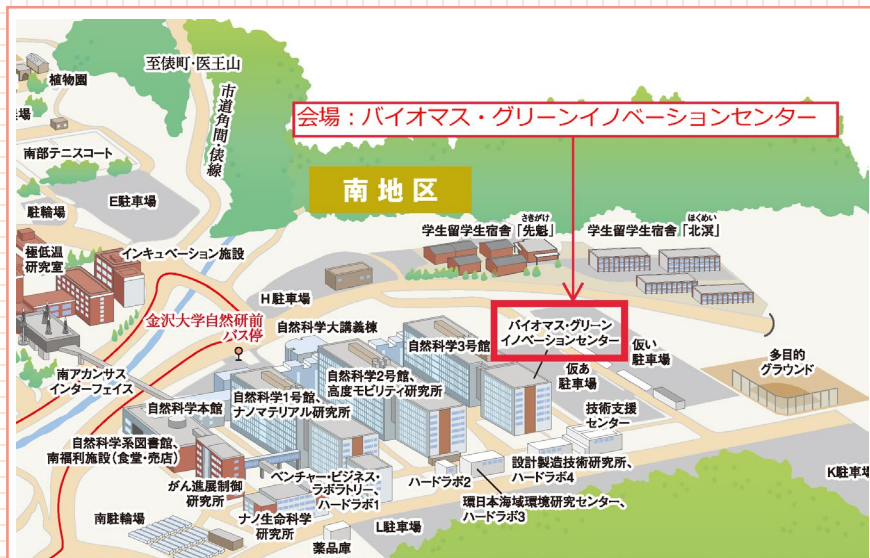 至俵町・医王山
植物園
市道角間・俵線
会場：バイオマス・グリーンイノベーションセンター
南部テニスコート
南地区
E駐車場
駐輪場
さきがけ
学生留学生宿舎「先魁」
ほくめい
学生留学生宿舎「北溟」
極低温
研究室
インキュベーション施設
H駐車場
金沢大学自然研前
バス停
自然科学大講義棟
自然科学3号館
バイオマス・グリーン
イノベーションセンター
仮い
駐車場
多目的
グラウンド
南アカンサス
インターフェイス
自然科学2号館、
高度モビリティ研究所
仮あ
駐車場
自然科学1号館、
ナノマテリアル研究所
自然科学本館
技術支援
センター
自然科学系図書館、
南福利施設(食堂・売店)
がん進展制御
研究所
ベンチャー・ビジネス・
ラボラトリー、
ハードラボ1
ハードラボ2
設計製造技術研究所、
ハードラボ4
環日本海域環境研究センター、
ハードラボ3
K駐車場
南駐輪場
ナノ生命科学
研究所
L駐車場
薬品庫